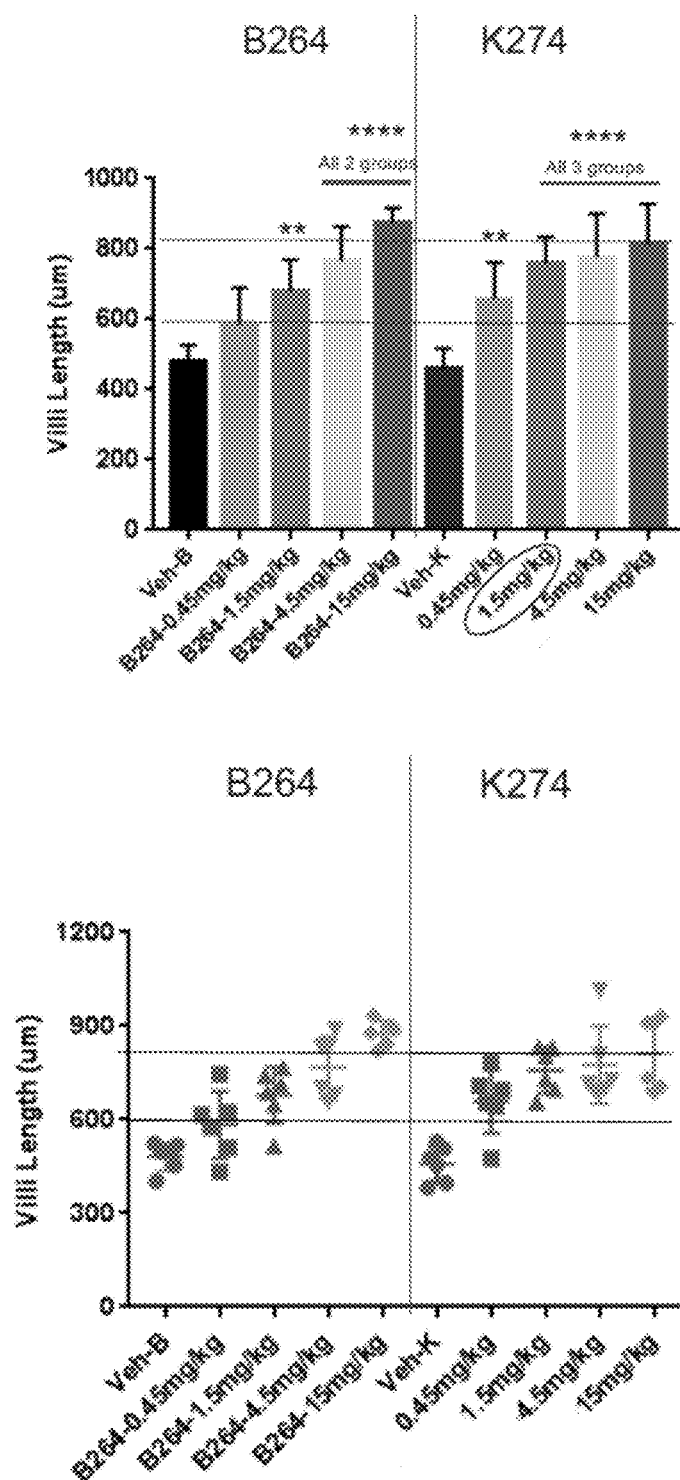 B264 K274
**** ****
All 2 groups All 3 groups
** **
1000
800
600
400
200
0
Villi Length (um)
Veh-B
B264-0.45mg/kg
B264-1.5mg/kg
B264-4.5mg/kg
B264-15mg/kg
Veh-K
0.45mg/kg
1.5mg/kg
4.5mg/kg
15mg/kg
B264 K274
1200
900
600
300
0
Villi Length (um)
Veh-B
B264-0.45mg/kg
B264-1.5mg/kg
B264-4.5mg/kg
B264-15mg/kg
Veh-K
0.45mg/kg
1.5mg/kg
4.5mg/kg
15mg/kg